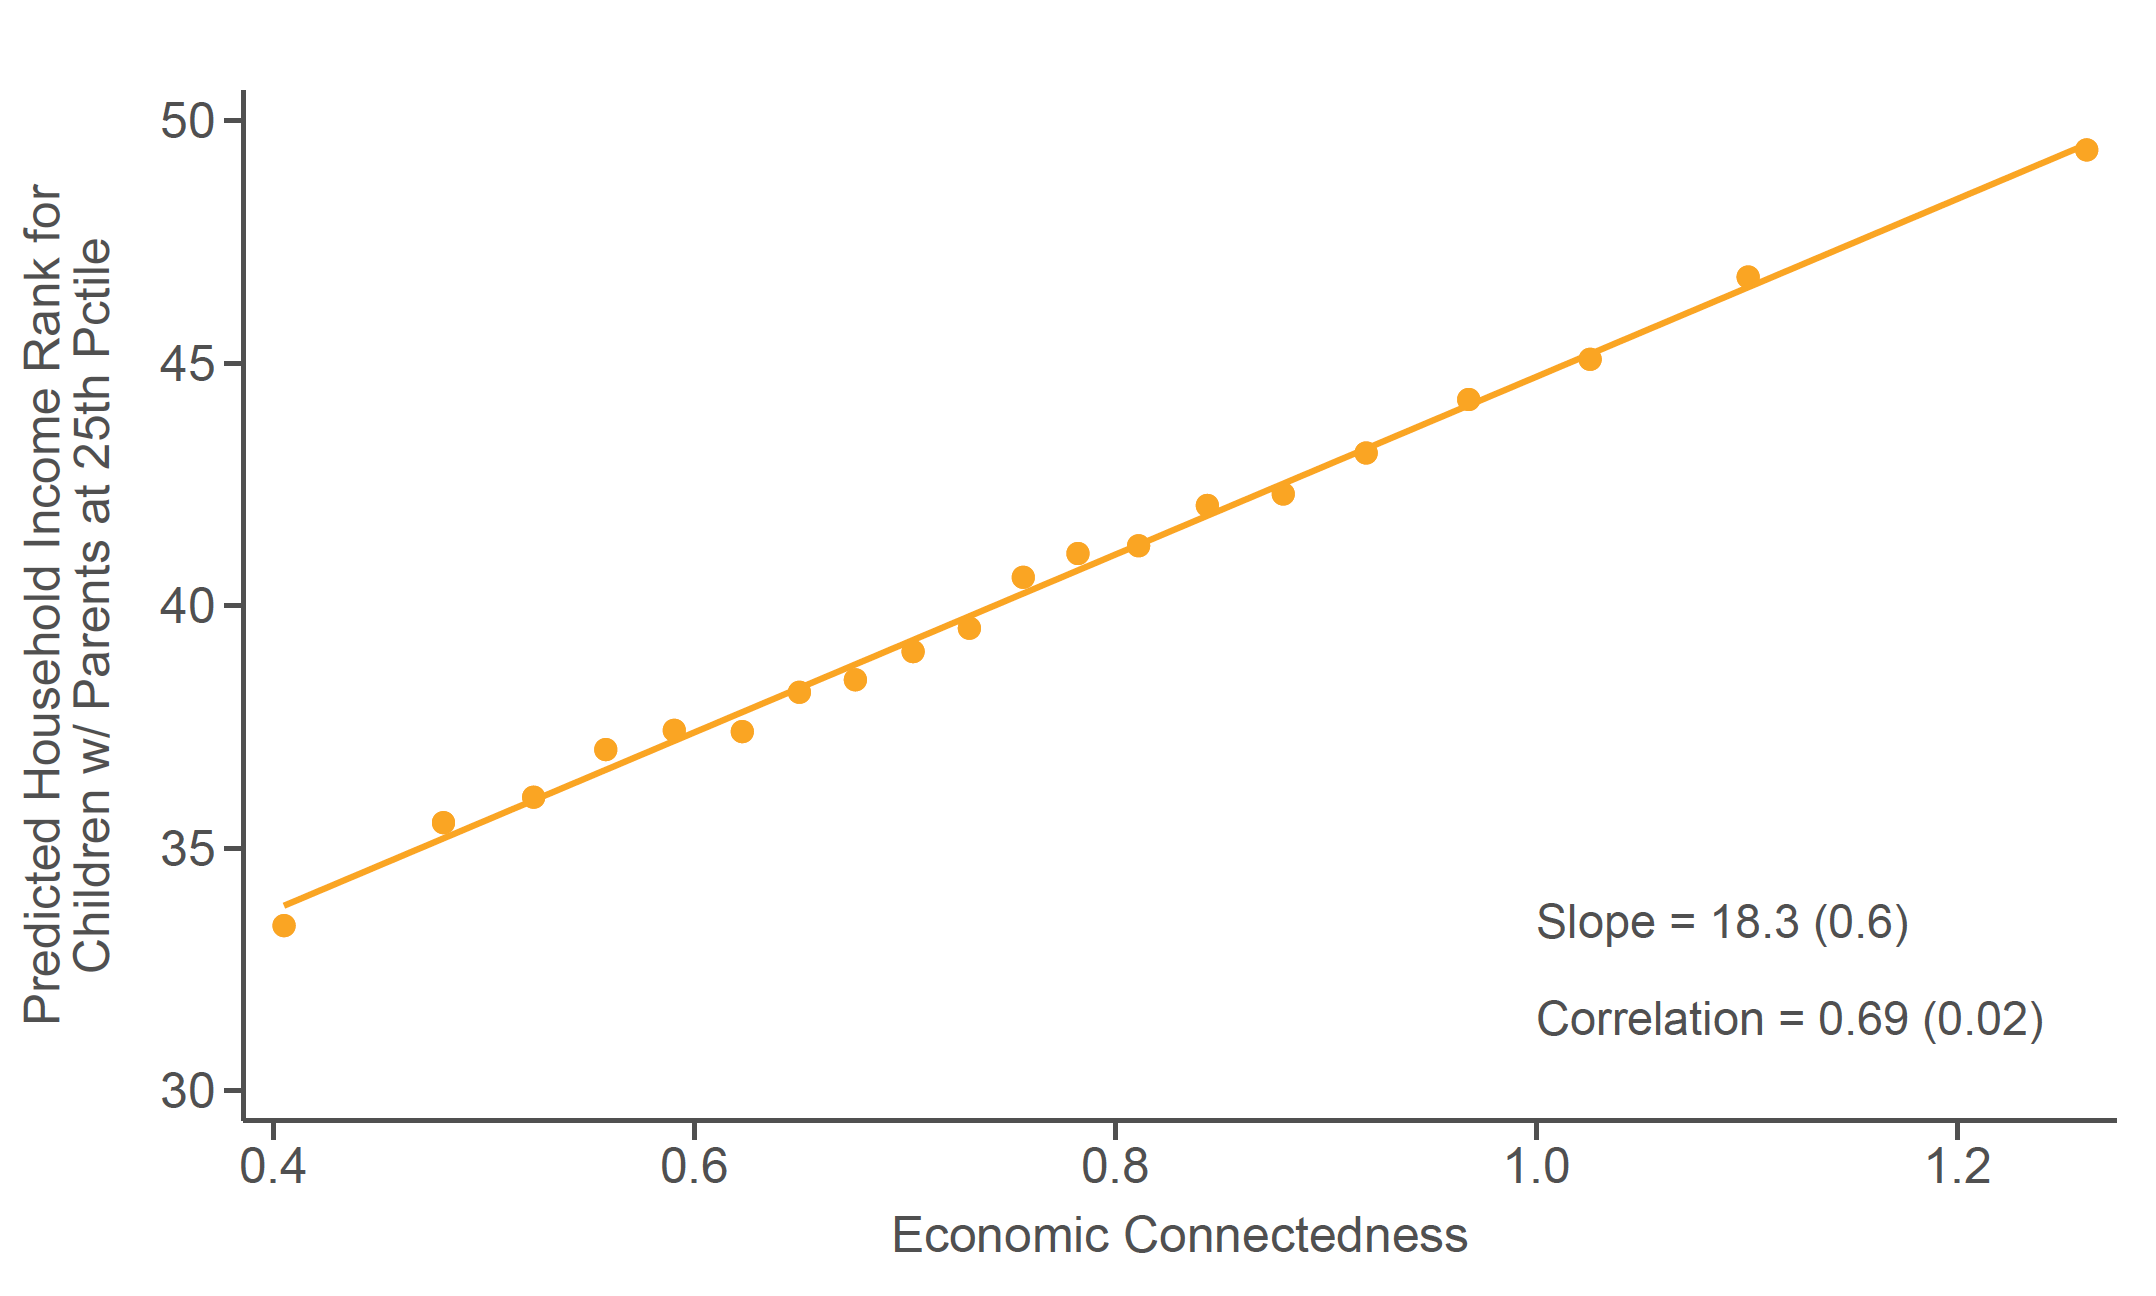 Predicted Household Income Rank for
Children w/ Parents at 25th Pctile
50
45
40
35
30
Slope = 18.3 (0.6)
Correlation = 0.69 (0.02)
0.4 0.6 0.8 1.0 1.2
Economic Connectedness